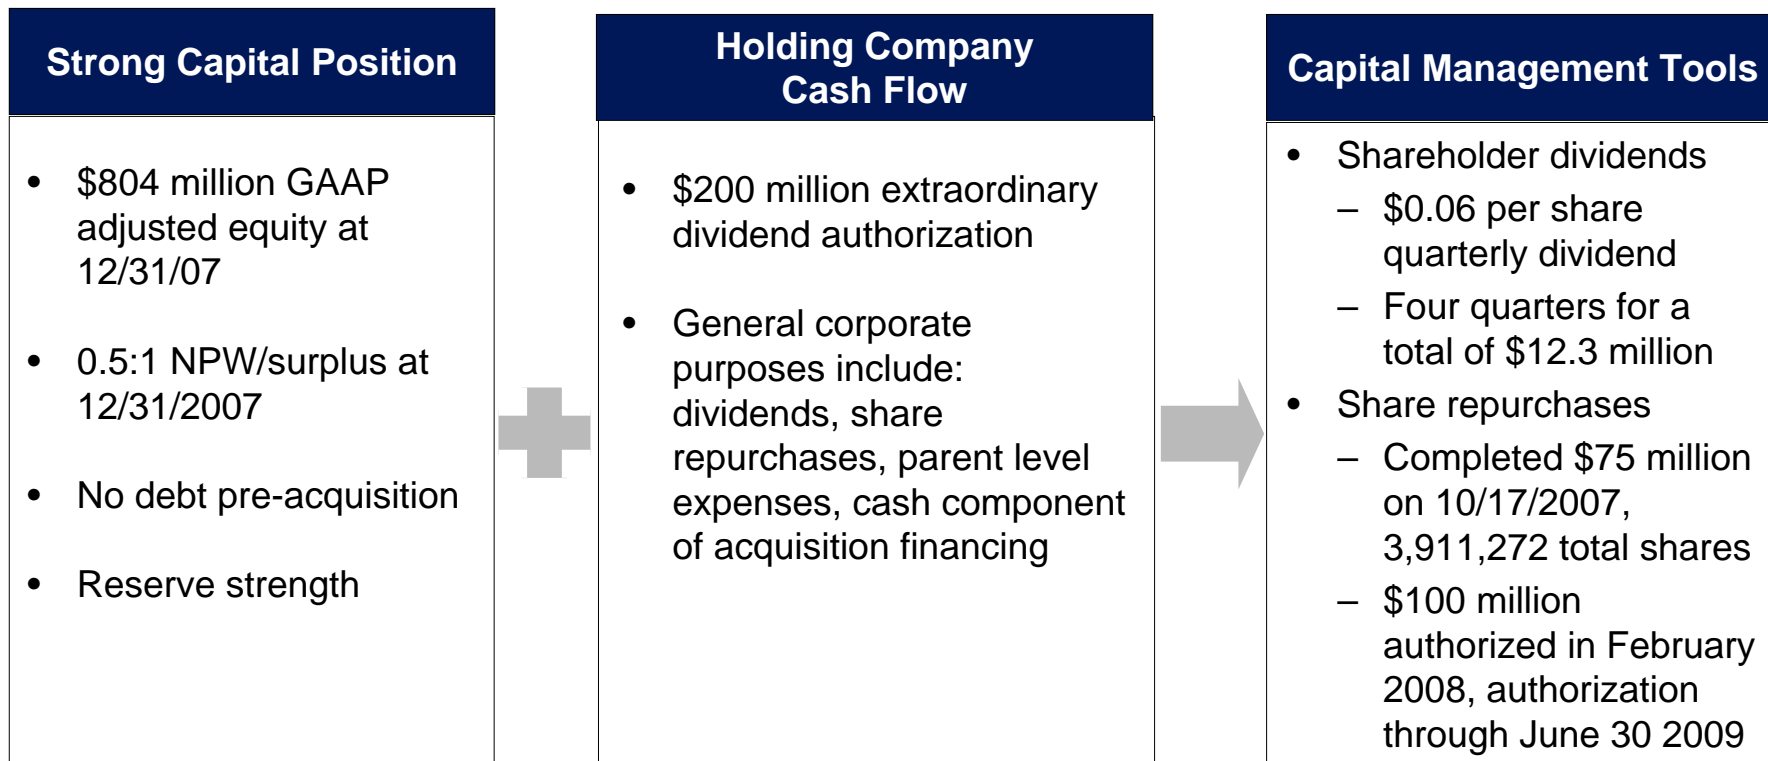 Strong Capital Position
• $804 million GAAP
adjusted equity at
12/31/07
• 0.5:1 NPW/surplus at
12/31/2007
• No debt pre-acquisition
• Reserve strength
Holding Company
Cash Flow
• $200 million extraordinary
dividend authorization
• General corporate
purposes include:
dividends, share
repurchases, parent level
expenses, cash component
of acquisition financing
Capital Management Tools
• Shareholder dividends
– $0.06 per share
quarterly dividend
– Four quarters for a
total of $12.3 million
• Share repurchases
– Completed $75 million
on 10/17/2007,
3,911,272 total shares
– $100 million
authorized in February
2008, authorization
through June 30 2009